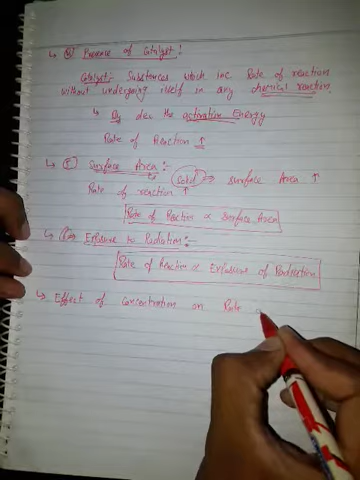 ↳ Presence of Catalyst :
Catalyst:- Substances which inc Rate of reaction
without undergoing itself in any chemical reaction
↳ By dec the activation Energy
Rate of Reaction ↑
↳ (E) Surface Area :-
Rate of reaction ↑ Solid ⇒ Surface Area ↑
Rate of Reaction ∝ Surface Area
↳ Exposure to Radiation :-
Rate of Reaction ∝ Exposure of Radiation
↳ Effect of Concentration on Rate